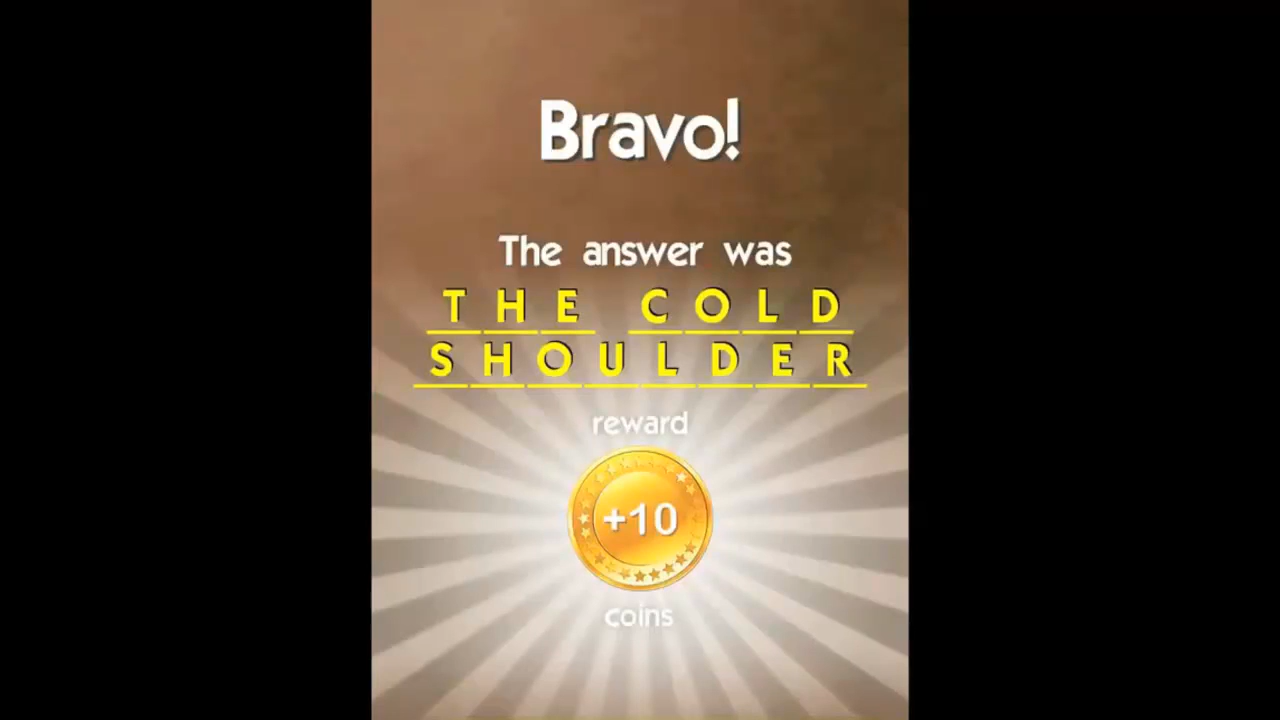 Bravo!
The answer was
THE COLD
SHOULDER
reward
+10
coins